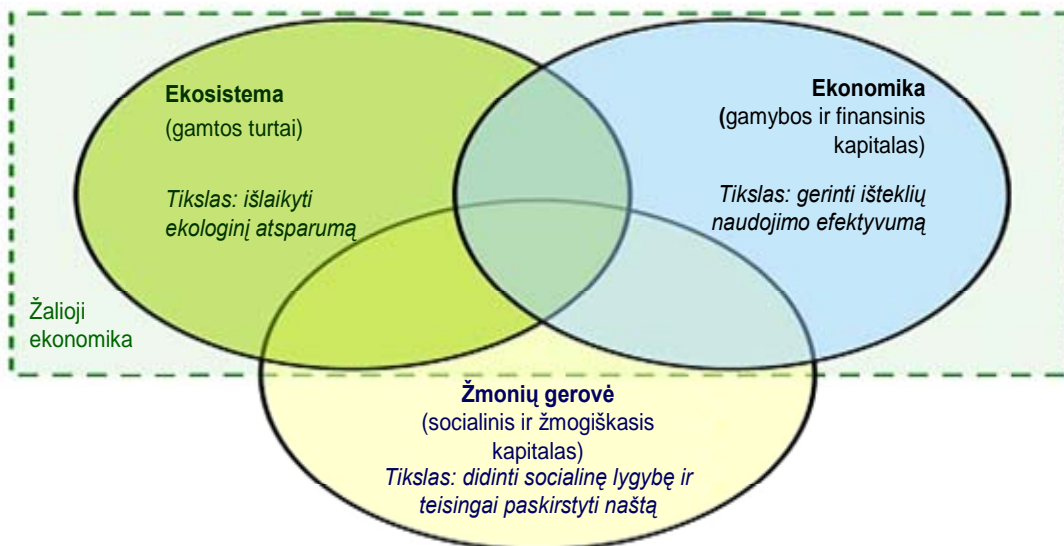 Ekosistema
(gamtos turtai)
Tikslas: išlaikyti
ekologinį atsparumą
Ekonomika
(gamybos ir finansinis
kapitalas)
Tikslas: gerinti išteklių
naudojimo efektyvumą
Žalioji
ekonomika
Žmonių gerovė
(socialinis ir žmogiškasis
kapitalas)
Tikslas: didinti socialinę lygybę ir
teisingai paskirstyti naštą